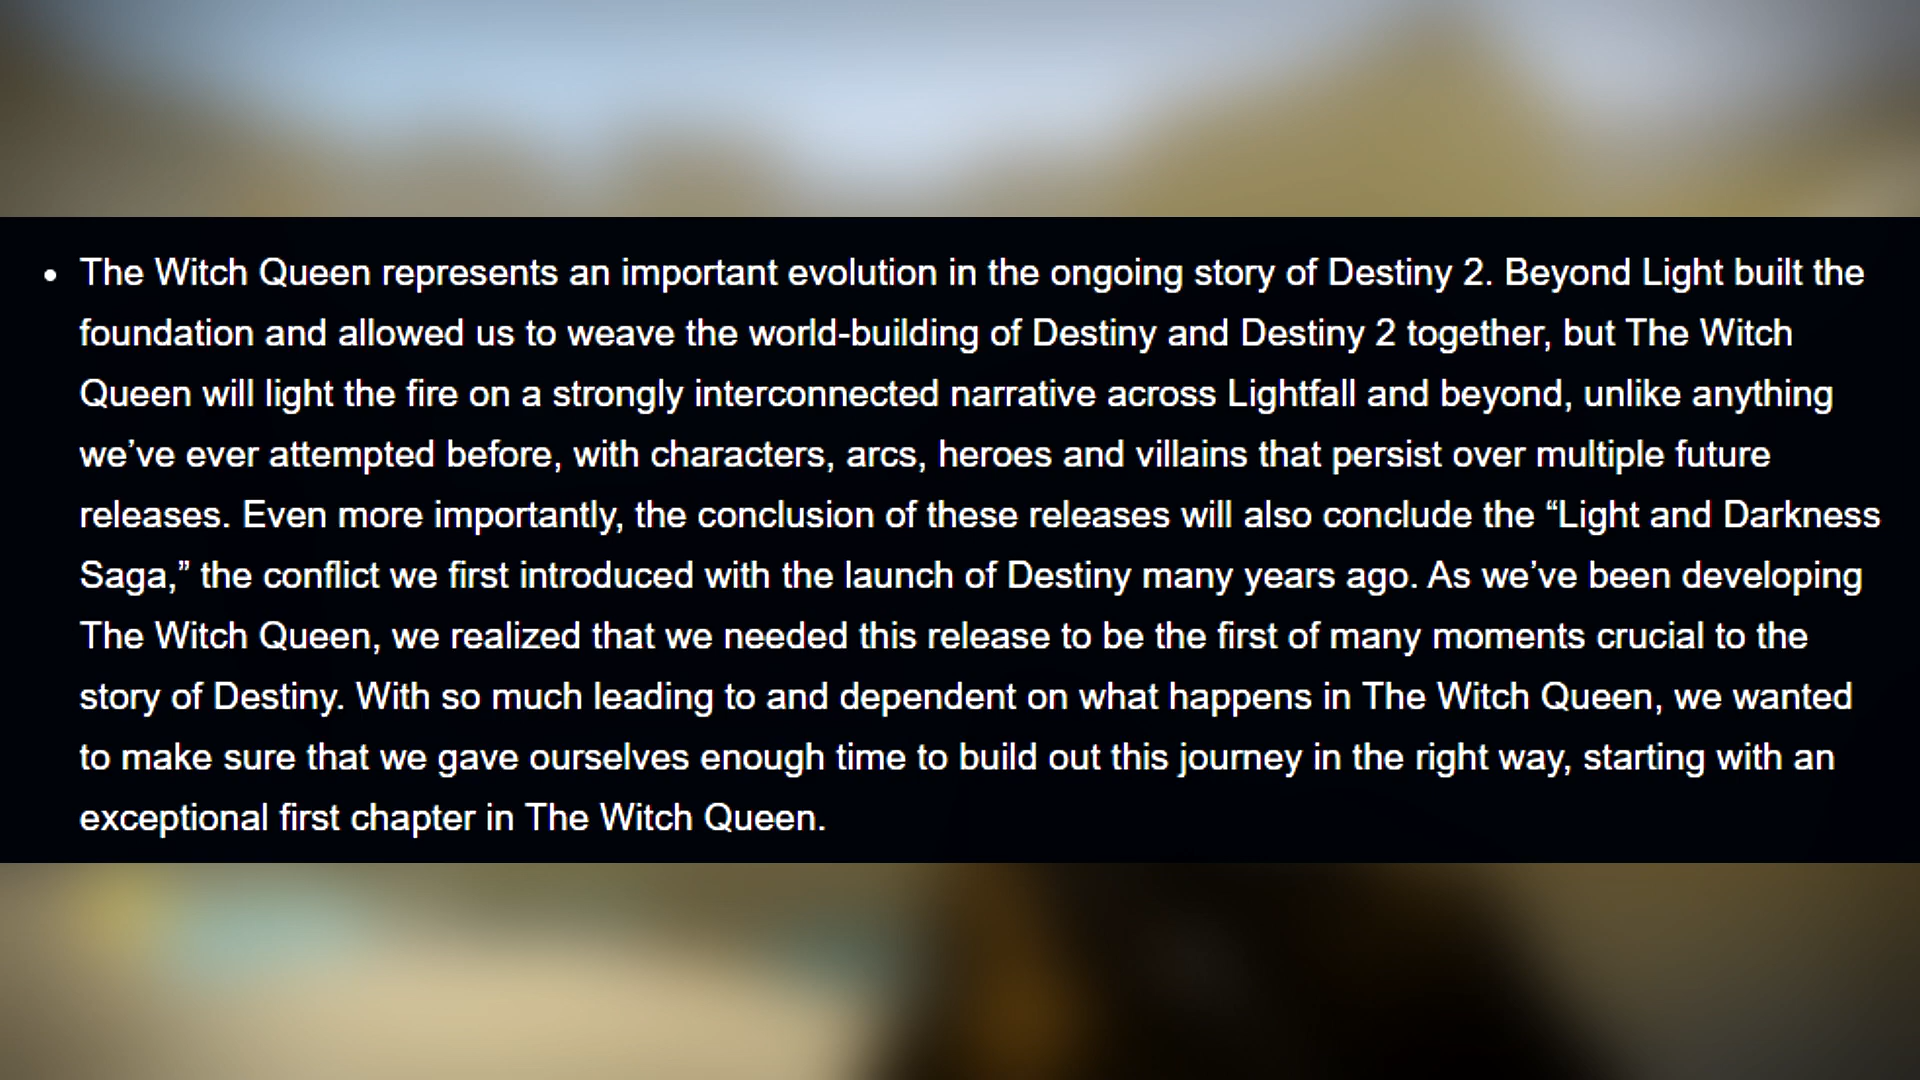 • The Witch Queen represents an important evolution in the ongoing story of Destiny 2. Beyond Light built the
foundation and allowed us to weave the world-building of Destiny and Destiny 2 together, but The Witch
Queen will light the fire on a strongly interconnected narrative across Lightfall and beyond, unlike anything
we’ve ever attempted before, with characters, arcs, heroes and villains that persist over multiple future
releases. Even more importantly, the conclusion of these releases will also conclude the “Light and Darkness
Saga,” the conflict we first introduced with the launch of Destiny many years ago. As we’ve been developing
The Witch Queen, we realized that we needed this release to be the first of many moments crucial to the
story of Destiny. With so much leading to and dependent on what happens in The Witch Queen, we wanted
to make sure that we gave ourselves enough time to build out this journey in the right way, starting with an
exceptional first chapter in The Witch Queen.